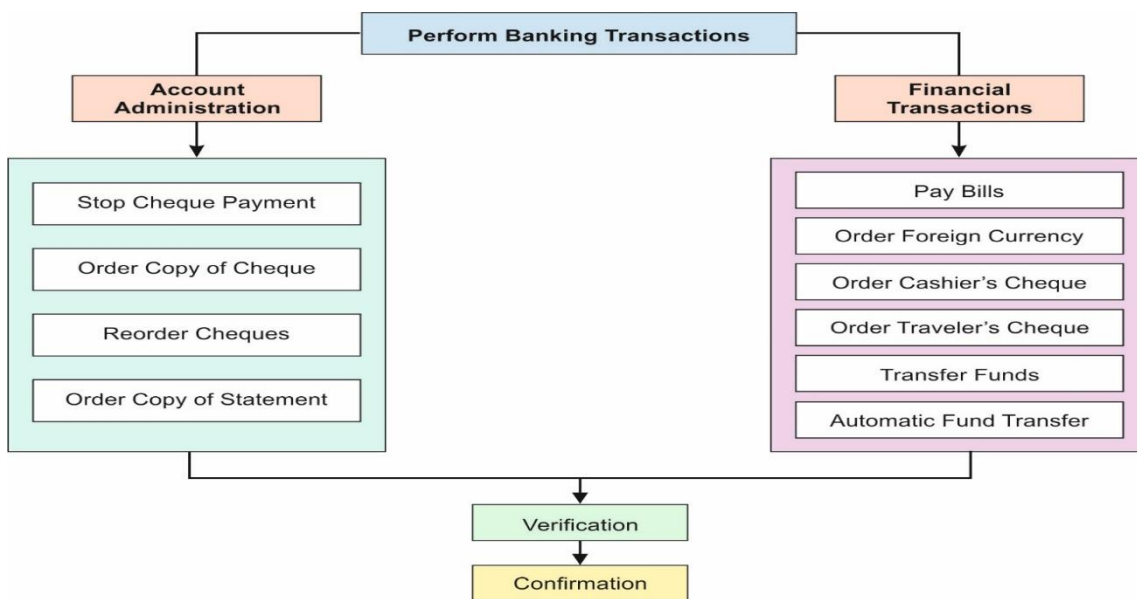 Perform Banking Transactions
Account
Administration
Stop Cheque Payment
Order Copy of Cheque
Reorder Cheques
Order Copy of Statement
Financial
Transactions
Pay Bills
Order Foreign Currency
Order Cashier’s Cheque
Order Traveler’s Cheque
Transfer Funds
Automatic Fund Transfer
Verification
Confirmation